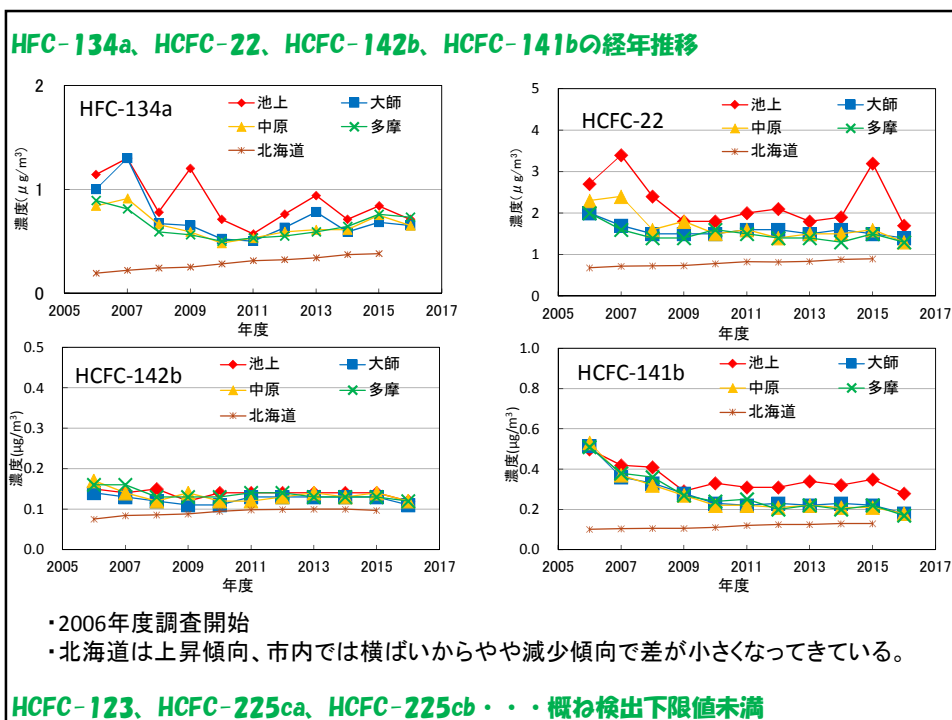 HFC-134a、HCFC-22、HCFC-142b、HCFC-141bの経年推移
HFC-134a
池上 大師
中原 多摩
北海道
濃度(μg/m³)
2
1
0
2005 2007 2009 2011 2013 2015 2017
年度
HCFC-22
池上 大師
中原 多摩
北海道
濃度(μg/m³)
5
4
3
2
1
0
2005 2007 2009 2011 2013 2015 2017
年度
HCFC-142b
池上 大師
中原 多摩
北海道
濃度(μg/m³)
0.5
0.4
0.3
0.2
0.1
0.0
2005 2007 2009 2011 2013 2015 2017
年度
HCFC-141b
池上 大師
中原 多摩
北海道
濃度(μg/m³)
1.0
0.8
0.6
0.4
0.2
0.0
2005 2007 2009 2011 2013 2015 2017
年度
・2006年度調査開始
・北海道は上昇傾向、市内では横ばいからやや減少傾向で差が小さくなってきている。
HCFC-123、HCFC-225ca、HCFC-225cb・・・概ね検出下限値未満